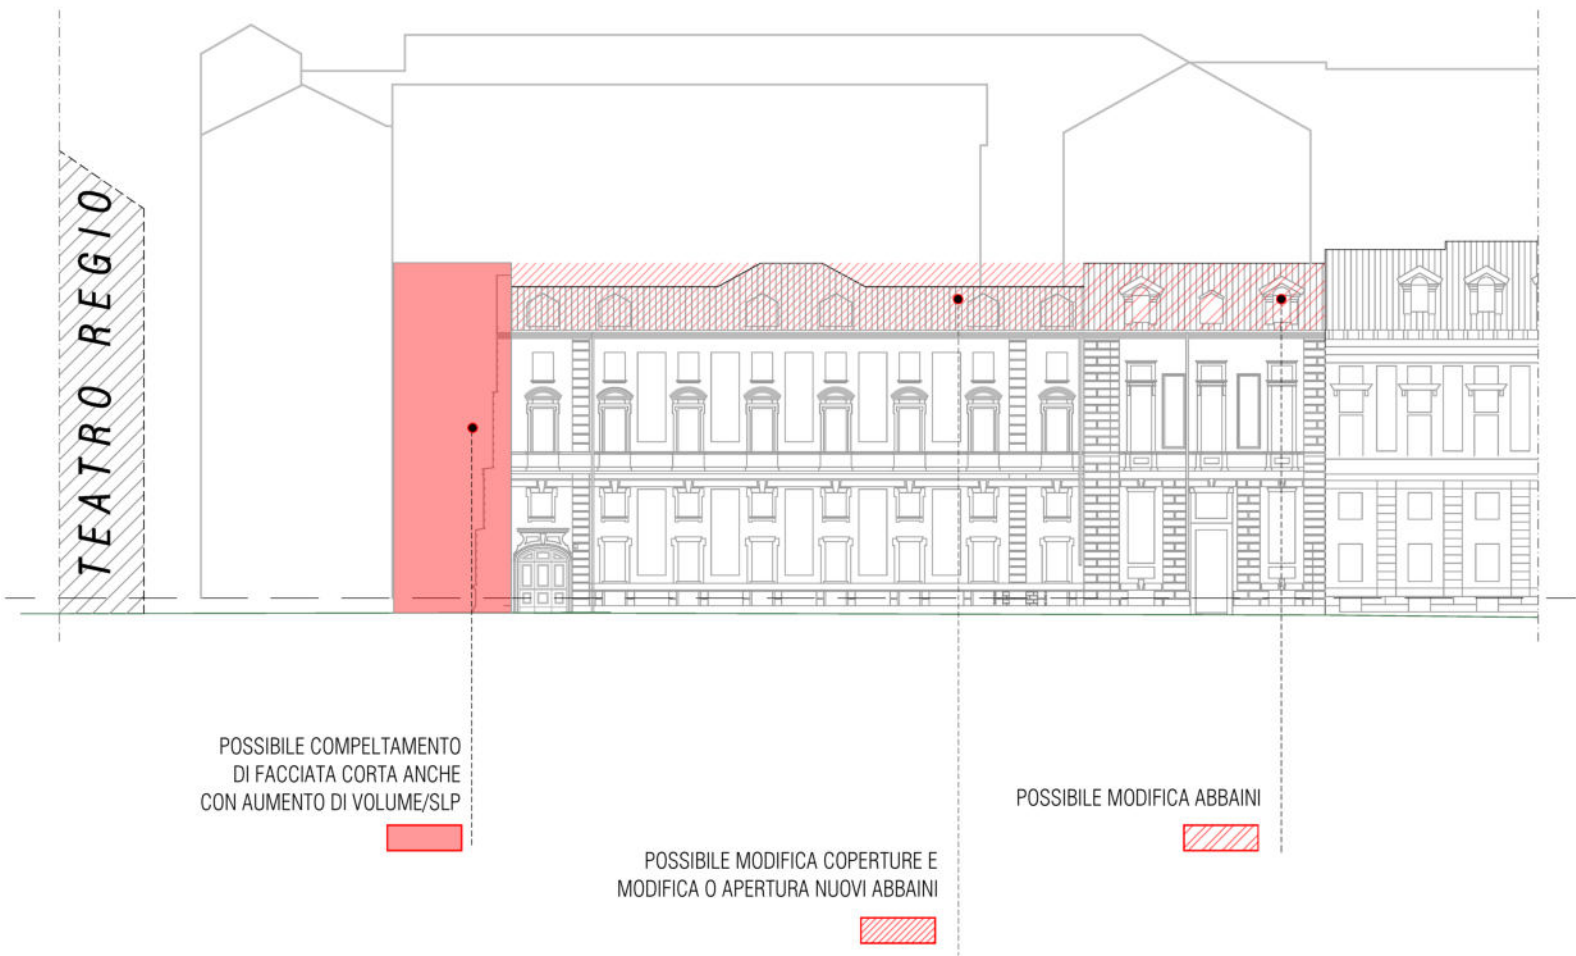 TEATRO REGIO
POSSIBILE COMPELTAMENTO
DI FACCIATA CORTA ANCHE
CON AUMENTO DI VOLUME/SLP
POSSIBILE MODIFICA COPERTURE E
MODIFICA O APERTURA NUOVI ABBAINI
POSSIBILE MODIFICA ABBAINI